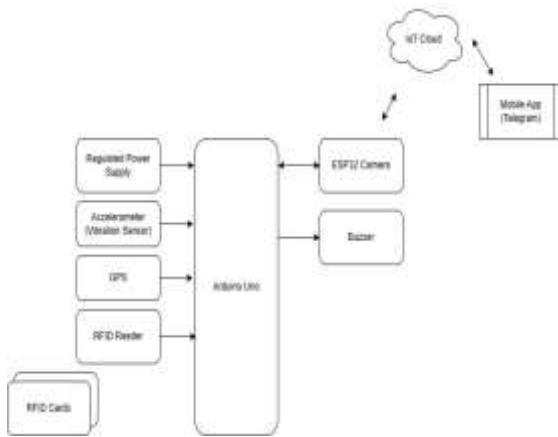 IoT Cloud
Mobile App
(Telegram)
Regulated Power
Supply
ESP32 Camera
Accelerometer
(Vibration Sensor)
Buzzer
GPS
Arduino Uno
RFID Reader
RFID Cards